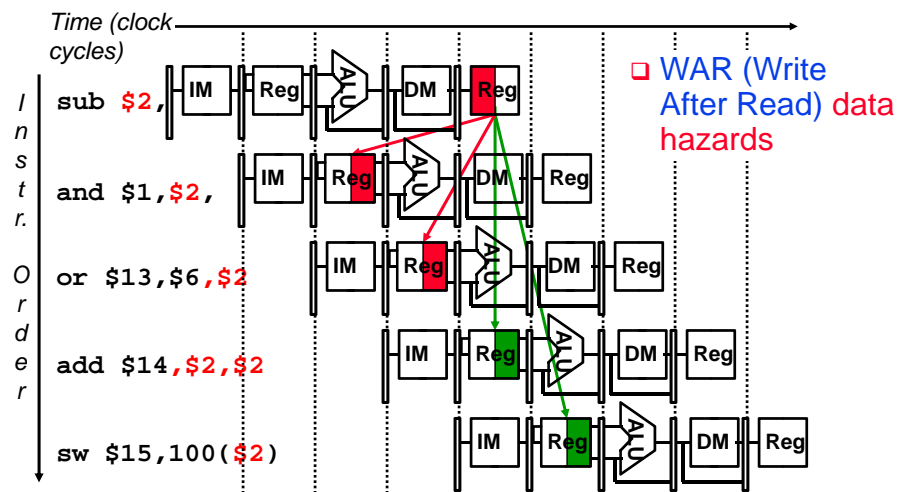 Time (clock
cycles)
I
n
s
t
r.
O
r
d
e
r
sub $2,
IM Reg ALU DM Reg
❑ WAR (Write
After Read) data
hazards
and $1,$2,
IM Reg ALU DM Reg
or $13,$6,$2
IM Reg ALU DM Reg
add $14,$2,$2
IM Reg ALU DM Reg
sw $15,100($2)
IM Reg ALU DM Reg